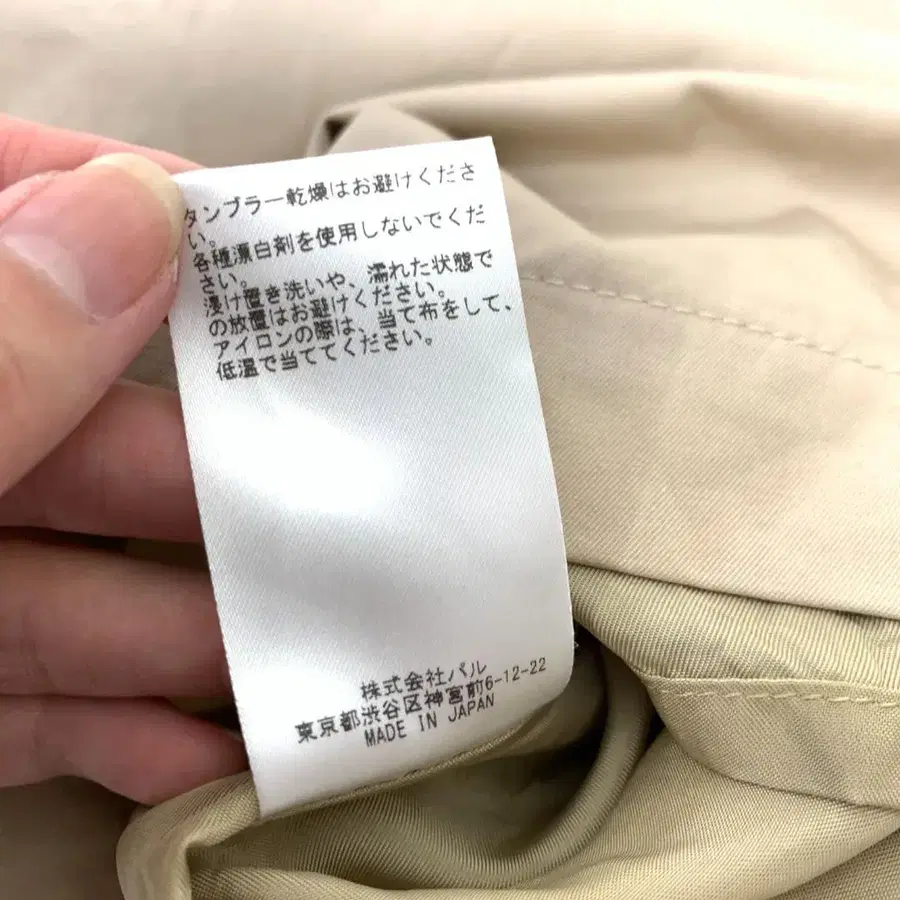 タンブラー乾燥はお避けくださ
い。
各種漂白剤を使用しないでくだ
さい。
浸け置き洗いや、濡れた状態で
の放置はお避けください。
アイロンの際は、当て布をして、
低温で当ててください。
株式会社パル
東京都渋谷区神宮前6-12-22
MADE IN JAPAN